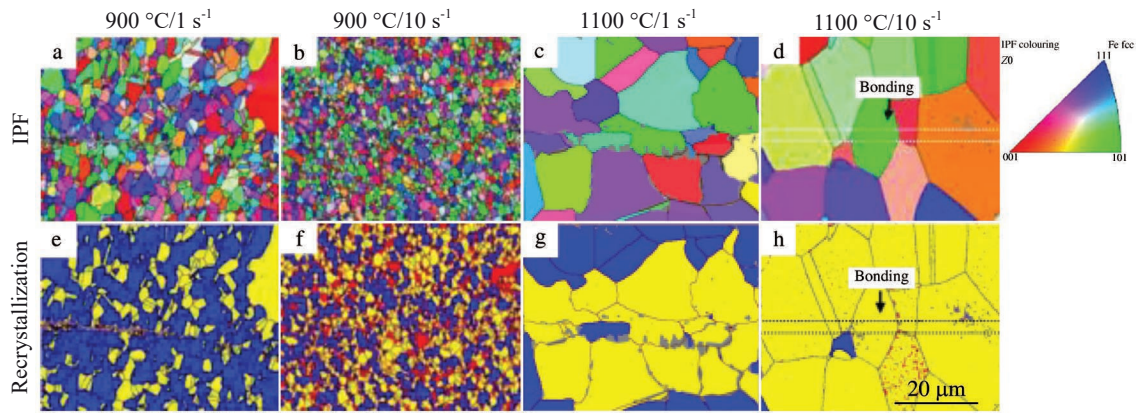 900 °C/1 s⁻¹
900 °C/10 s⁻¹
1100 °C/1 s⁻¹
1100 °C/10 s⁻¹
IPF
a
b
c
d
Bonding
IPF colouring
Fe fcc
Z0
111
001
101
Recrystallization
e
f
g
h
Bonding
20 μm